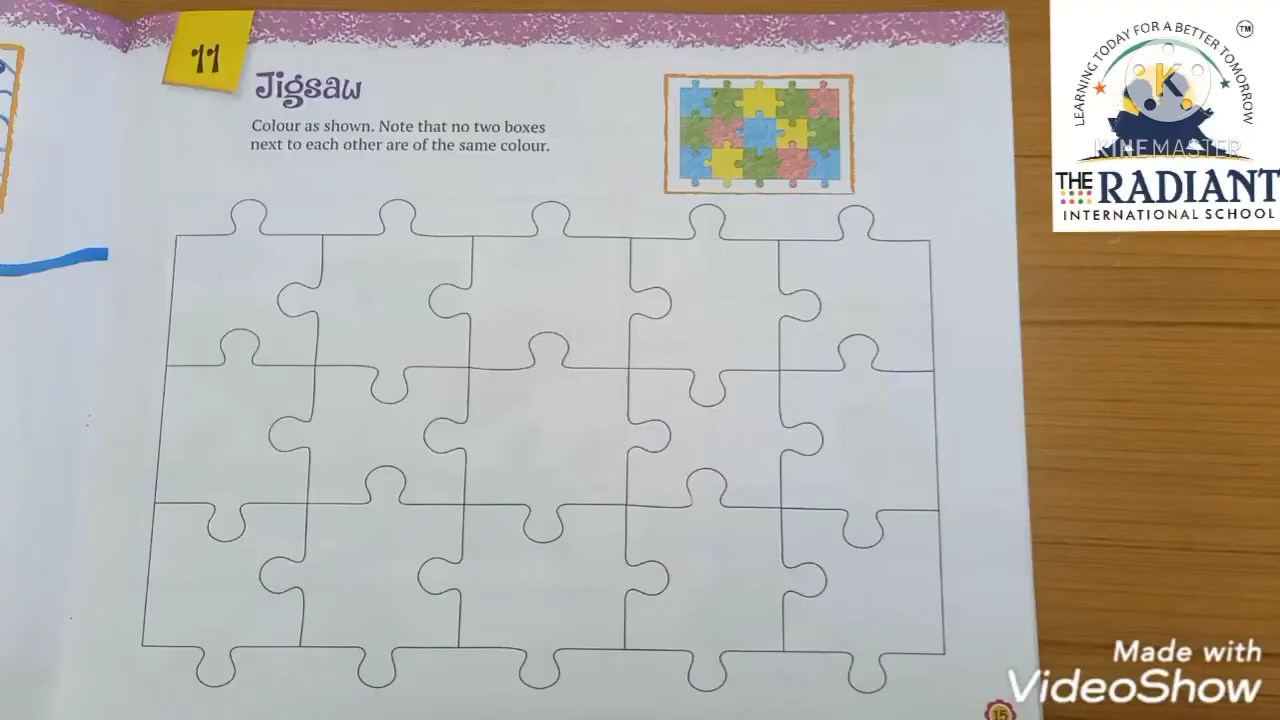 11
Jigsaw
Colour as shown. Note that no two boxes
next to each other are of the same colour.
LEARNING TODAY FOR A BETTER TOMORROW
TM
K
KINEMASTER
THE RADIANT
INTERNATIONAL SCHOOL
Made with
VideoShow
15